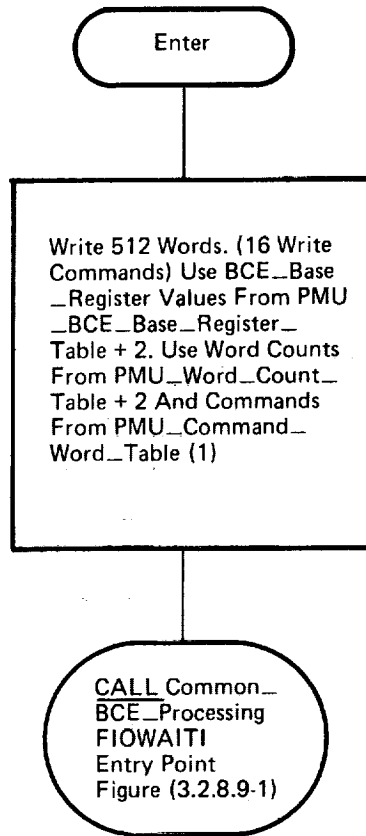 Enter
Write 512 Words. (16 Write
Commands) Use BCE_Base
_Register Values From PMU
_BCE_Base_Register_
Table + 2. Use Word Counts
From PMU_Word_Count_
Table + 2 And Commands
From PMU_Command_
Word_Table (1)
CALL Common_
BCE_Processing
FIOWAITI
Entry Point
Figure (3.2.8.9-1)